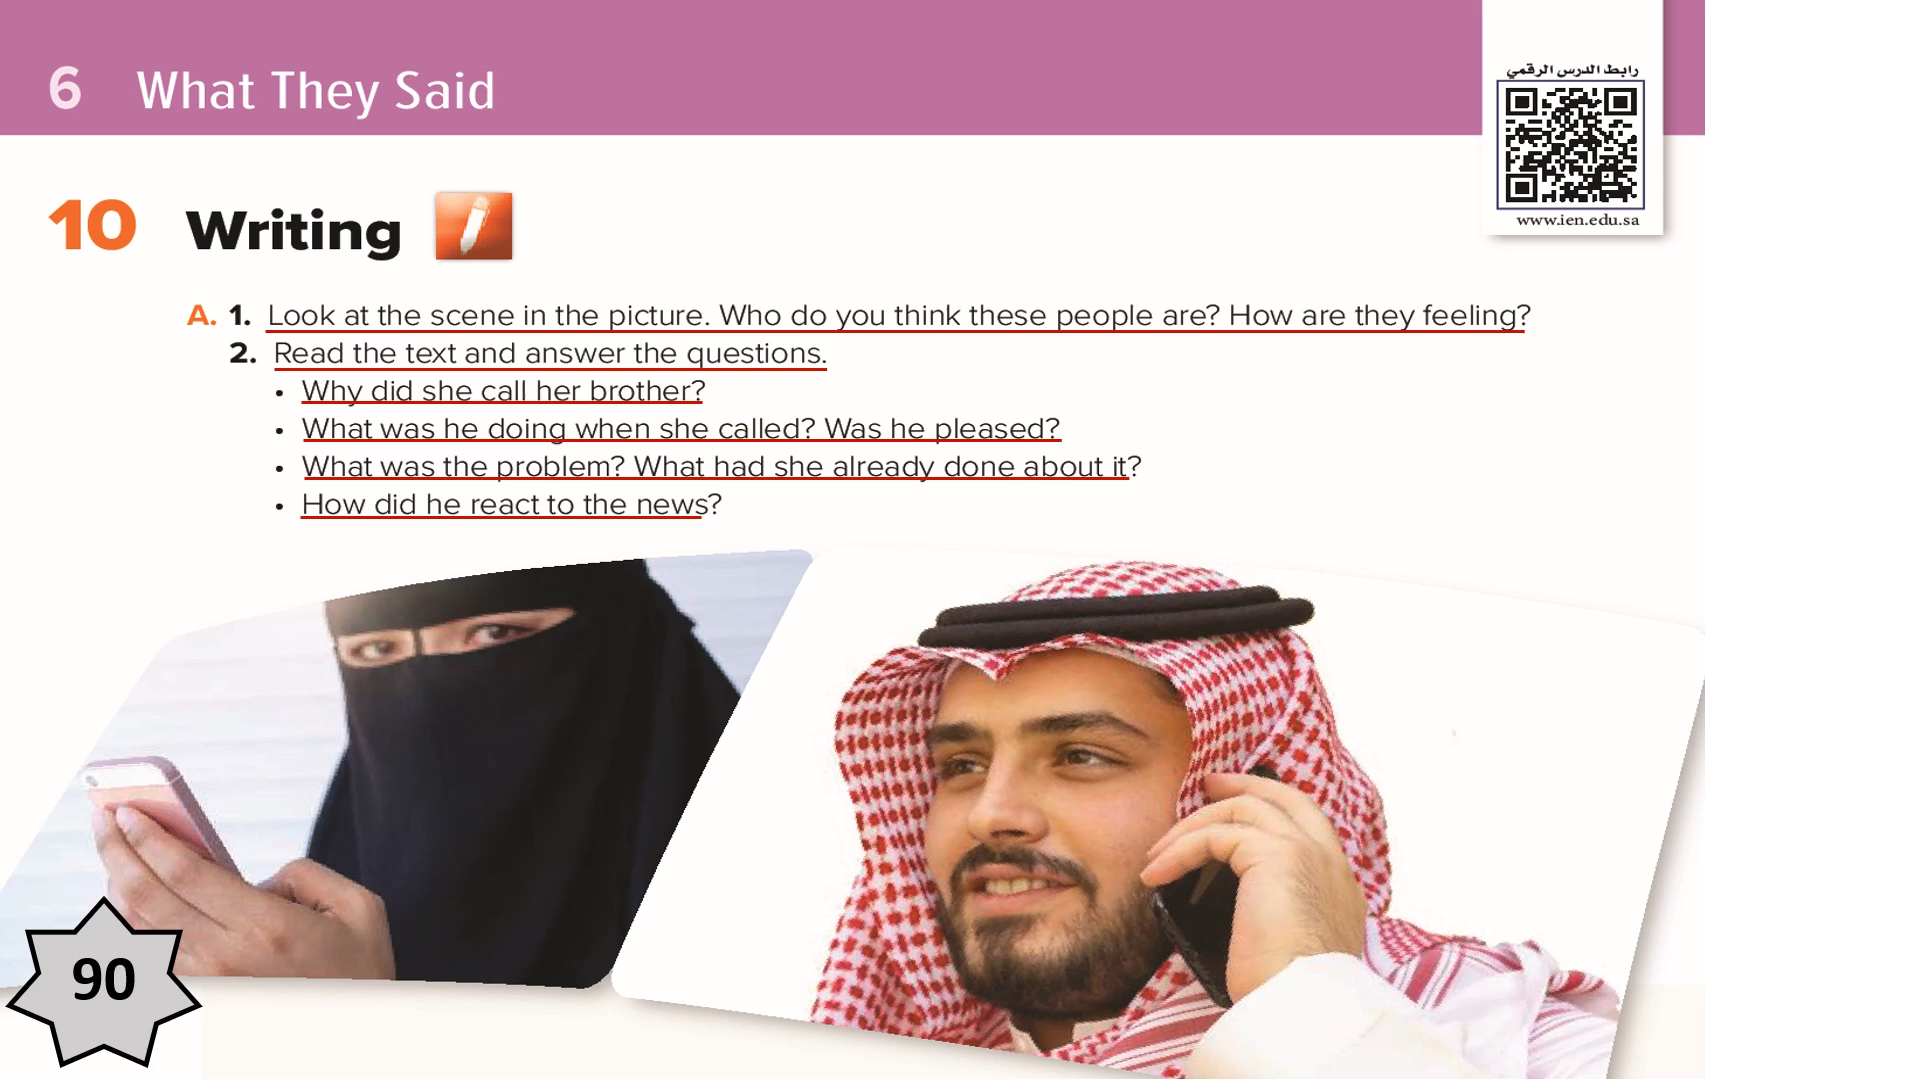 6 What They Said
رابط الدرس الرقمي
www.ien.edu.sa
10 Writing
A. 1. Look at the scene in the picture. Who do you think these people are? How are they feeling?
2. Read the text and answer the questions.
• Why did she call her brother?
• What was he doing when she called? Was he pleased?
• What was the problem? What had she already done about it?
• How did he react to the news?
90